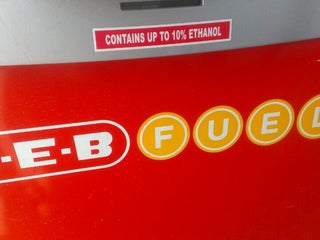 CONTAINS UP TO 10% ETHANOL
-E-B FUEL